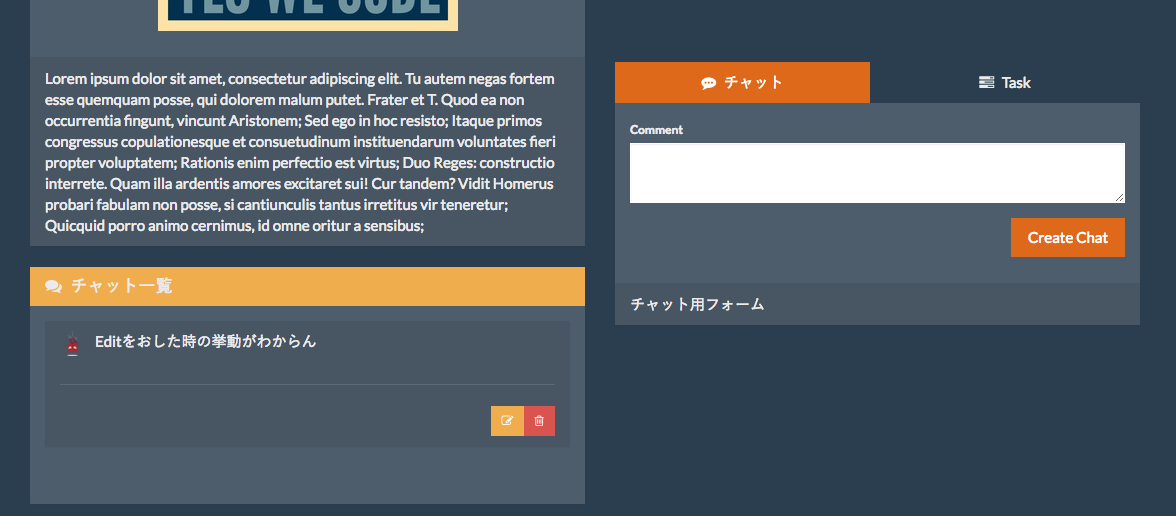 YES WE CODE
Lorem ipsum dolor sit amet, consectetur adipiscing elit. Tu autem negas fortem
esse quemquam posse, qui dolorem malum putet. Frater et T. Quod ea non
occurrentia fingunt, vincunt Aristonem; Sed ego in hoc resisto; Itaque primos
congressus copulationesque et consuetudinum instituendarum voluntates fieri
propter voluptatem; Rationis enim perfectio est virtus; Duo Reges: constructio
interrete. Quam illa ardentis amores excitaret sui! Cur tandem? Vidit Homerus
probari fabulam non posse, si cantiunculis tantus irretitus vir teneretur;
Quicquid porro animo cernimus, id omne oritur a sensibus;
チャット一覧
Editをおした時の挙動がわからん
チャット
Task
Comment
Create Chat
チャット用フォーム